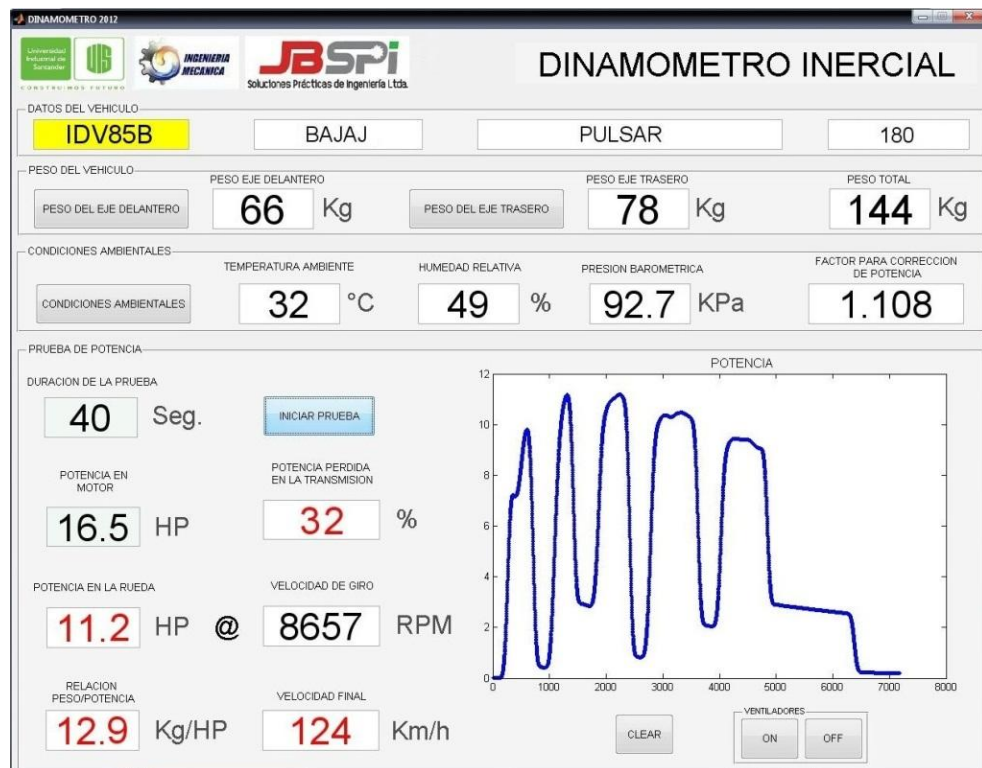 DINAMOMETRO 2012
Universidad
Industrial de
Santander
UIS
CONSTRUIMOS FUTURO
INGENIERIA
MECANICA
JBSPi
Soluciones Prácticas de Ingeniería Ltda.
DINAMOMETRO INERCIAL
DATOS DEL VEHICULO
IDV85B BAJAJ PULSAR 180
PESO DEL VEHICULO
PESO EJE DELANTERO PESO EJE TRASERO PESO TOTAL
PESO DEL EJE DELANTERO 66 Kg PESO DEL EJE TRASERO 78 Kg 144 Kg
CONDICIONES AMBIENTALES
TEMPERATURA AMBIENTE HUMEDAD RELATIVA PRESION BAROMETRICA FACTOR PARA CORRECCION
DE POTENCIA
CONDICIONES AMBIENTALES 32 °C 49 % 92.7 KPa 1.108
PRUEBA DE POTENCIA
DURACION DE LA PRUEBA
40 Seg. INICIAR PRUEBA
POTENCIA EN
MOTOR
16.5 HP
POTENCIA PERDIDA
EN LA TRANSMISION
32 %
POTENCIA EN LA RUEDA VELOCIDAD DE GIRO
11.2 HP @ 8657 RPM
RELACION
PESO/POTENCIA
12.9 Kg/HP
VELOCIDAD FINAL
124 Km/h
POTENCIA
12
10
8
6
4
2
0
0 1000 2000 3000 4000 5000 6000 7000 8000
CLEAR
VENTILADORES
ON OFF